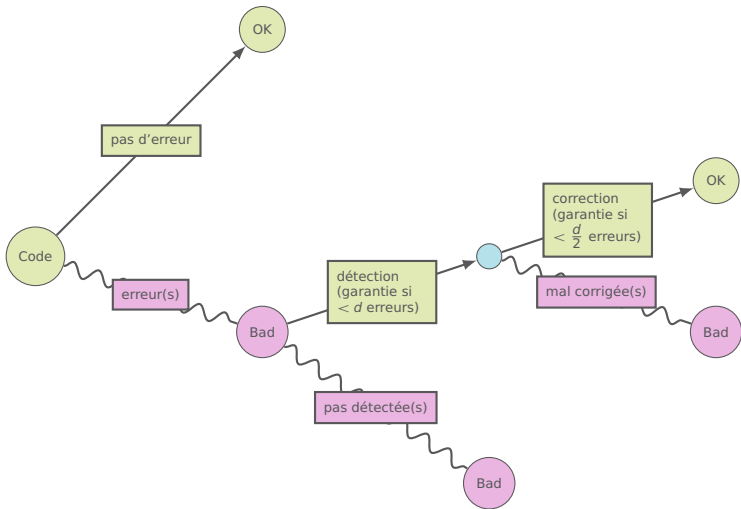 OK
pas d'erreur
Code
erreur(s)
Bad
détection
(garantie si
< d erreurs)
pas détectée(s)
Bad
correction
(garantie si
< d/2 erreurs)
OK
mal corrigée(s)
Bad